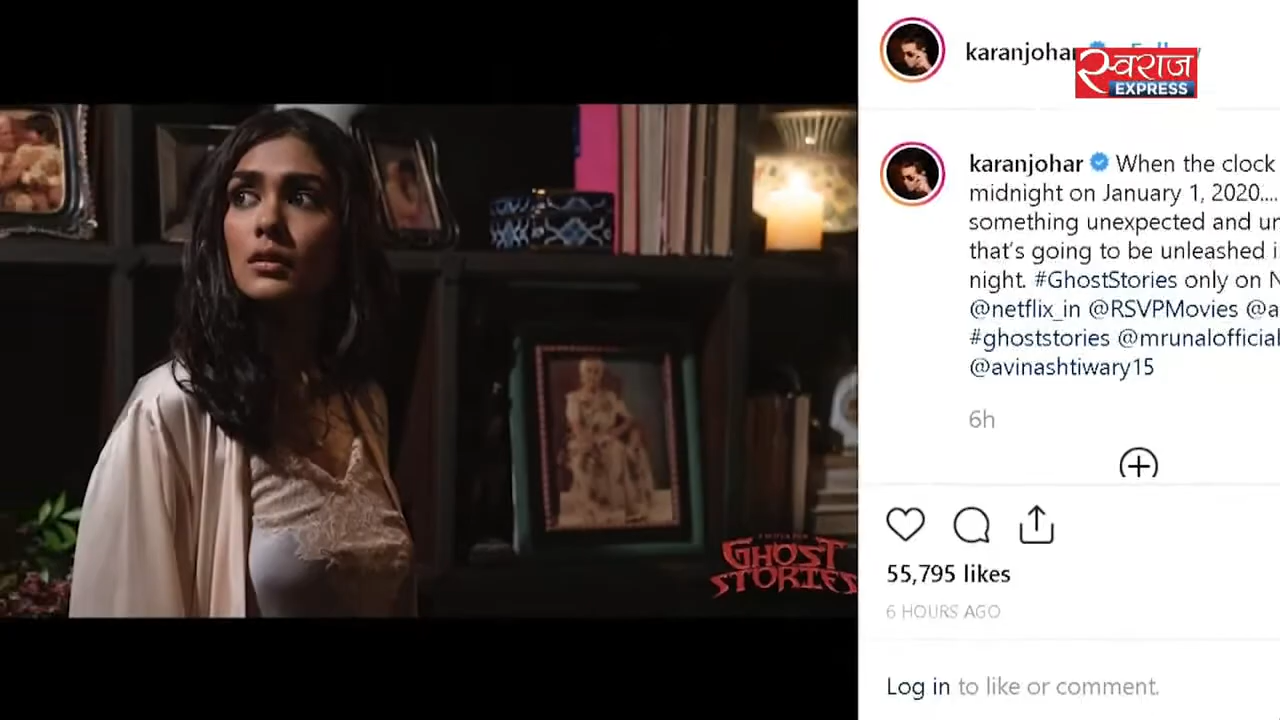 karanjohar
स्वराज
EXPRESS
karanjohar When the clock
midnight on January 1, 2020....
something unexpected and un
that's going to be unleashed i
night. #GhostStories only on N
@netflix_in @RSVPMovies @a
#ghoststories @mrunalofficial
@avinashtiwary15
6h
GHOST
STORIES
55,795 likes
6 HOURS AGO
Log in to like or comment.